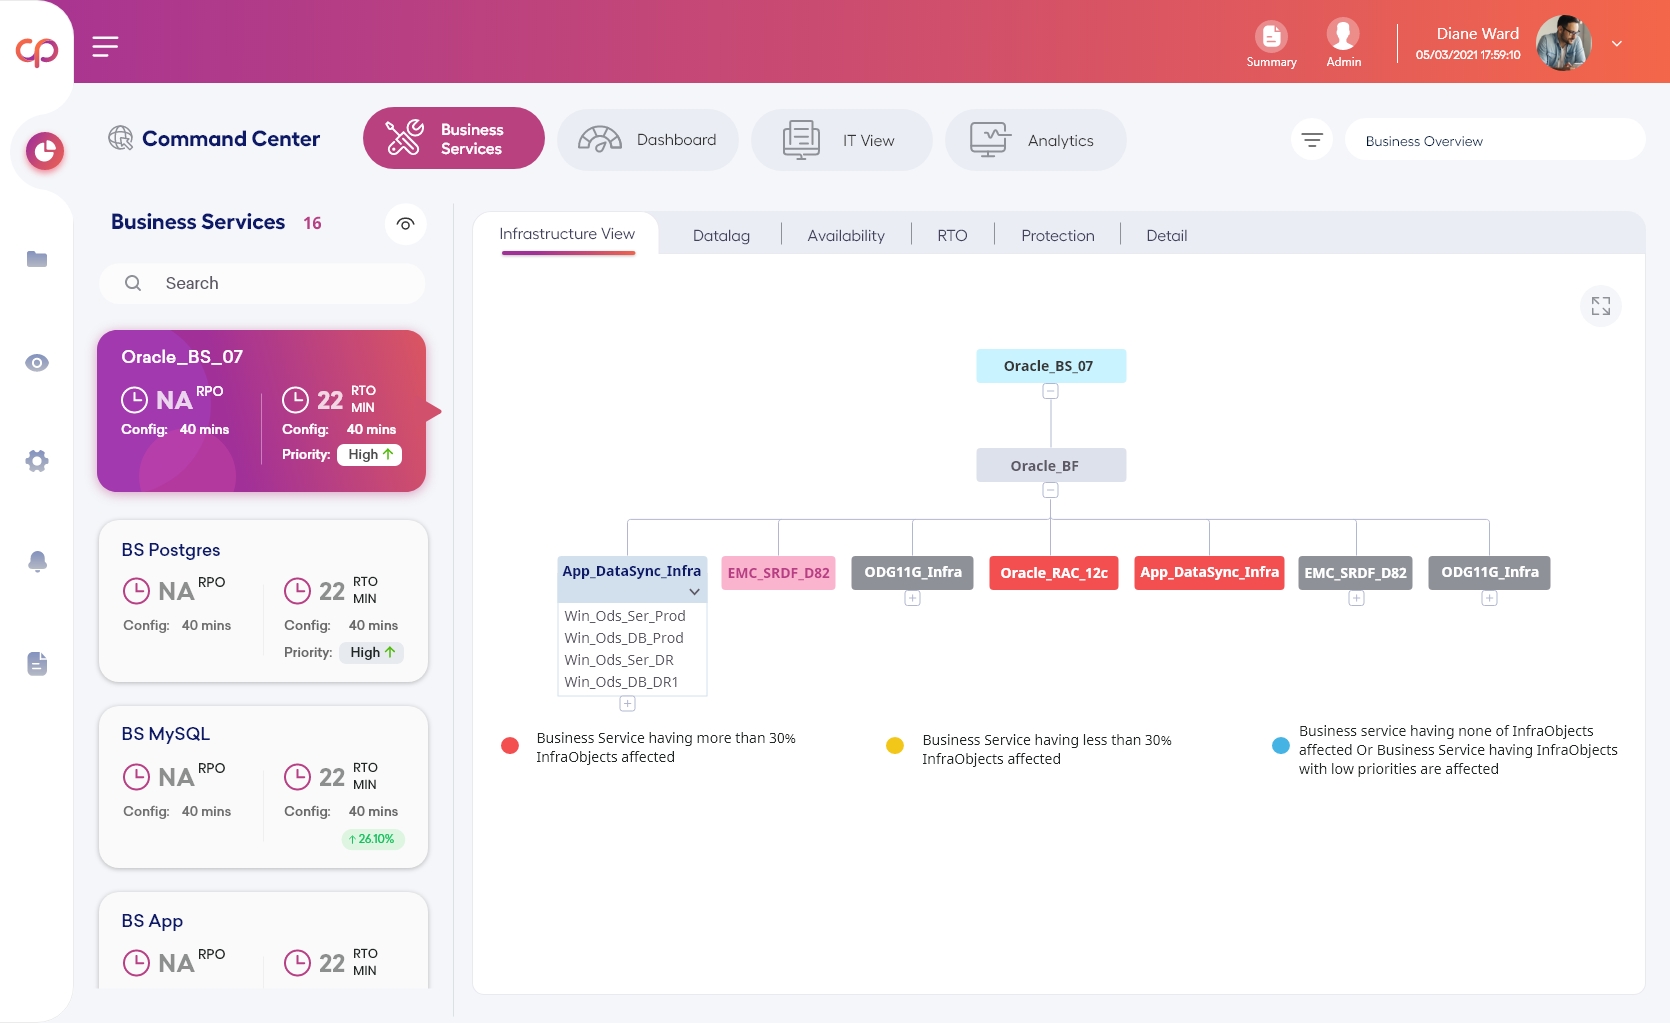 cp
Summary
Admin
Diane Ward
05/03/2021 17:59:10
Command Center
Business
Services
Dashboard
IT View
Analytics
Business Overview
Business Services 16
Search
Oracle_BS_07
NA RPO
Config: 40 mins
22 RTO
MIN
Config: 40 mins
Priority: High ↑
BS Postgres
NA RPO
Config: 40 mins
22 RTO
MIN
Config: 40 mins
Priority: High ↑
BS MySQL
NA RPO
Config: 40 mins
22 RTO
MIN
Config: 40 mins
↑ 26.10%
BS App
NA RPO
22 RTO
MIN
Infrastructure View
Datalag
Availability
RTO
Protection
Detail
Oracle_BS_07
Oracle_BF
App_DataSync_Infra
Win_Ods_Ser_Prod
Win_Ods_DB_Prod
Win_Ods_Ser_DR
Win_Ods_DB_DR1
EMC_SRDF_D82
ODG11G_Infra
Oracle_RAC_12c
App_DataSync_Infra
EMC_SRDF_D82
ODG11G_Infra
Business Service having more than 30%
InfraObjects affected
Business Service having less than 30%
InfraObjects affected
Business service having none of InfraObjects
affected Or Business Service having InfraObjects
with low priorities are affected